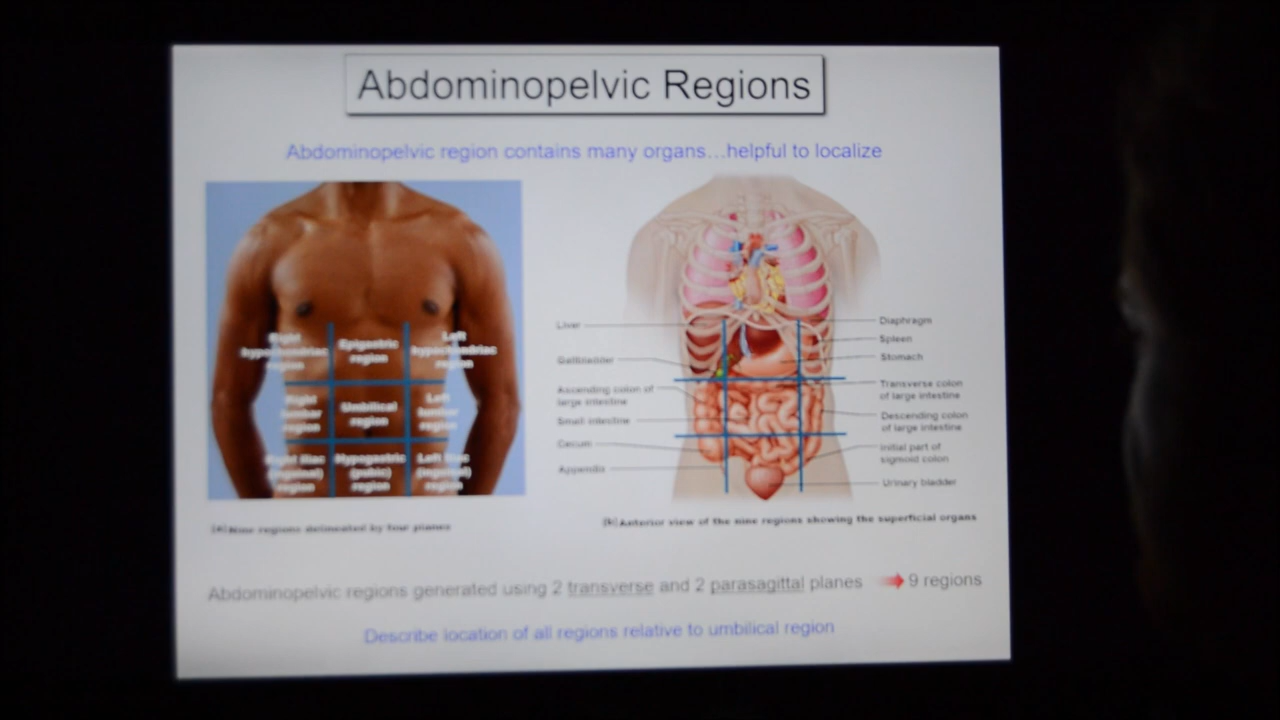 Abdominopelvic Regions
Abdominopelvic region contains many organs...helpful to localize
Right
hypochondriac
region
Epigastric
region
Left
hypochondriac
region
Right
lumbar
region
Umbilical
region
Left
lumbar
region
Right iliac
(inguinal)
region
Hypogastric
(pubic)
region
Left iliac
(inguinal)
region
Liver
Gallbladder
Ascending colon of
large intestine
Small intestine
Cecum
Appendix
Diaphragm
Spleen
Stomach
Transverse colon
of large intestine
Descending colon
of large intestine
Initial part of
sigmoid colon
Urinary bladder
(a) Nine regions delineated by four planes
(b) Anterior view of the nine regions showing the superficial organs
Abdominopelvic regions generated using 2 transverse and 2 parasagittal planes
9 regions
Describe location of all regions relative to umbilical region